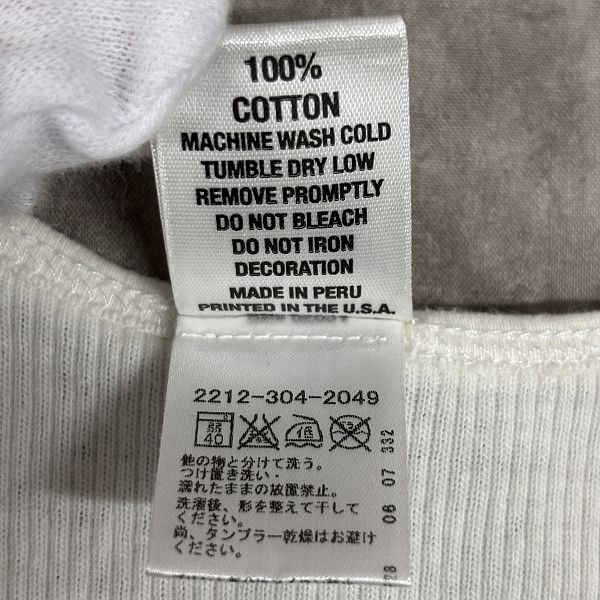 100%
COTTON
MACHINE WASH COLD
TUMBLE DRY LOW
REMOVE PROMPTLY
DO NOT BLEACH
DO NOT IRON
DECORATION
MADE IN PERU
PRINTED IN THE U.S.A.
2212-304-2049
40
低
他の物と分けて洗う。
つけ置き洗い・
濡れたままの放置禁止。
洗濯後、形を整えて干して
ください。
尚、タンブラー乾燥はお避け
ください。
06 07 332